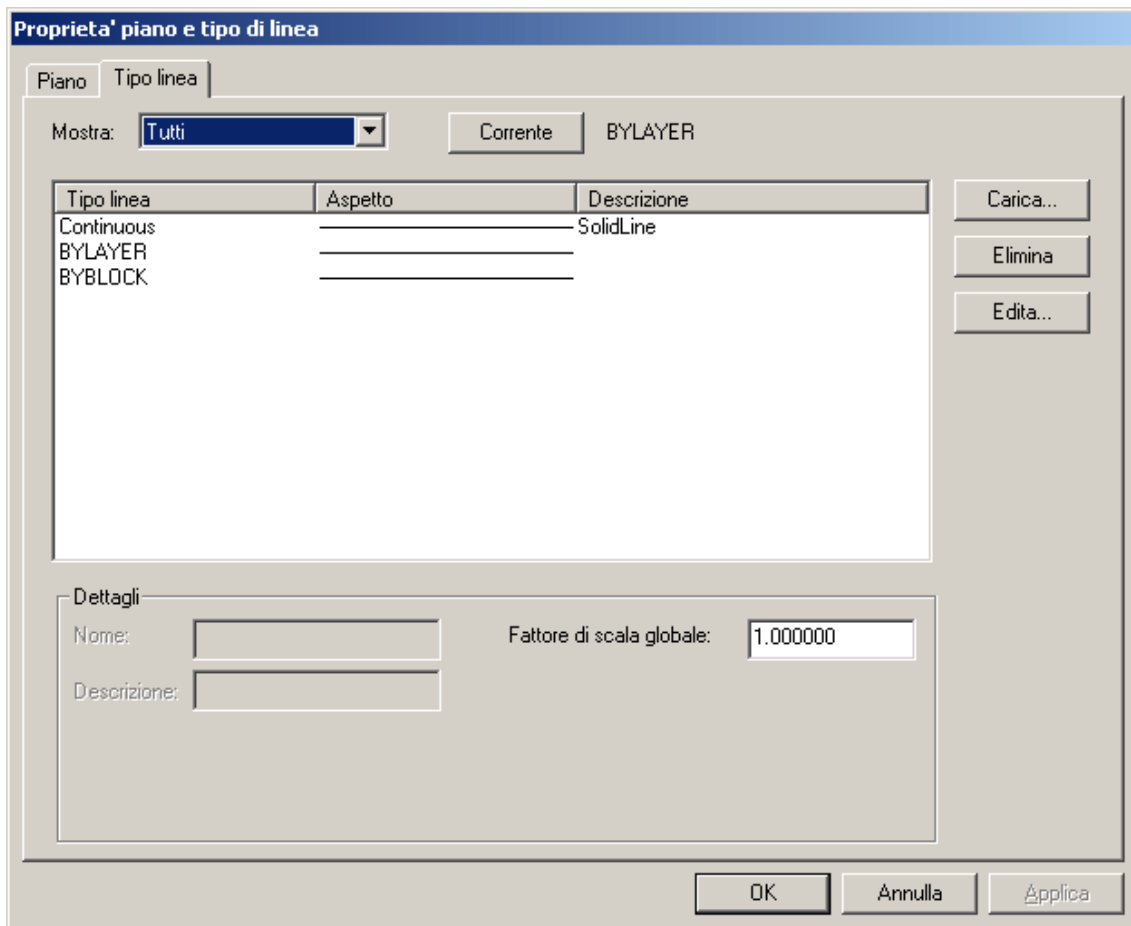 Proprieta' piano e tipo di linea
Piano Tipo linea
Mostra: Tutti Corrente BYLAYER
Tipo linea Aspetto Descrizione
Continuous SolidLine
BYLAYER
BYBLOCK
Carica...
Elimina
Edita...
Dettagli
Nome: Fattore di scala globale: 1.000000
Descrizione:
OK Annulla Applica